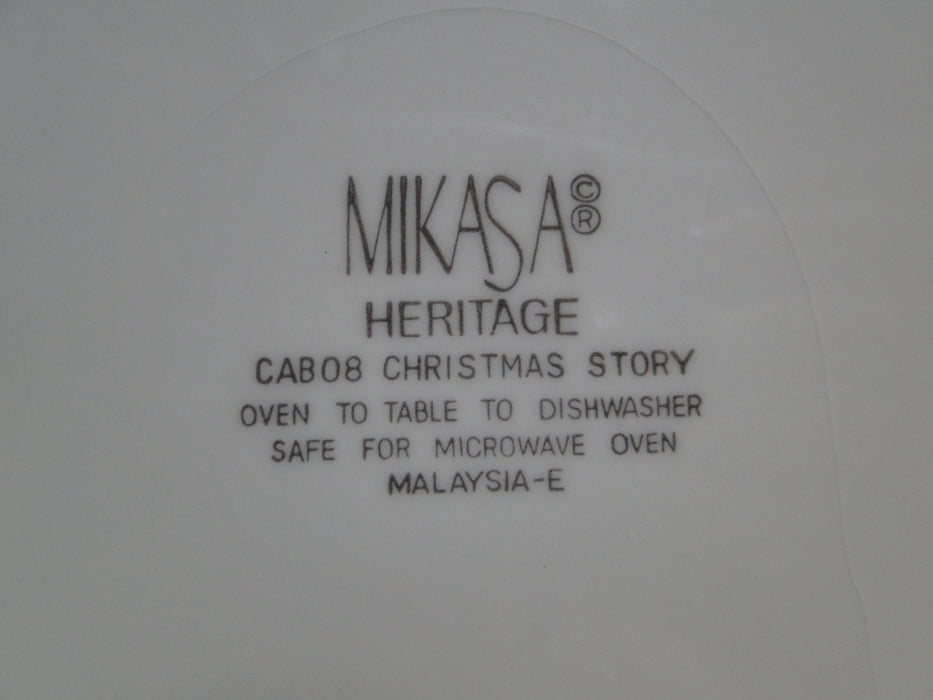 MIKASA©®
HERITAGE
CAB08 CHRISTMAS STORY
OVEN TO TABLE TO DISHWASHER
SAFE FOR MICROWAVE OVEN
MALAYSIA-E